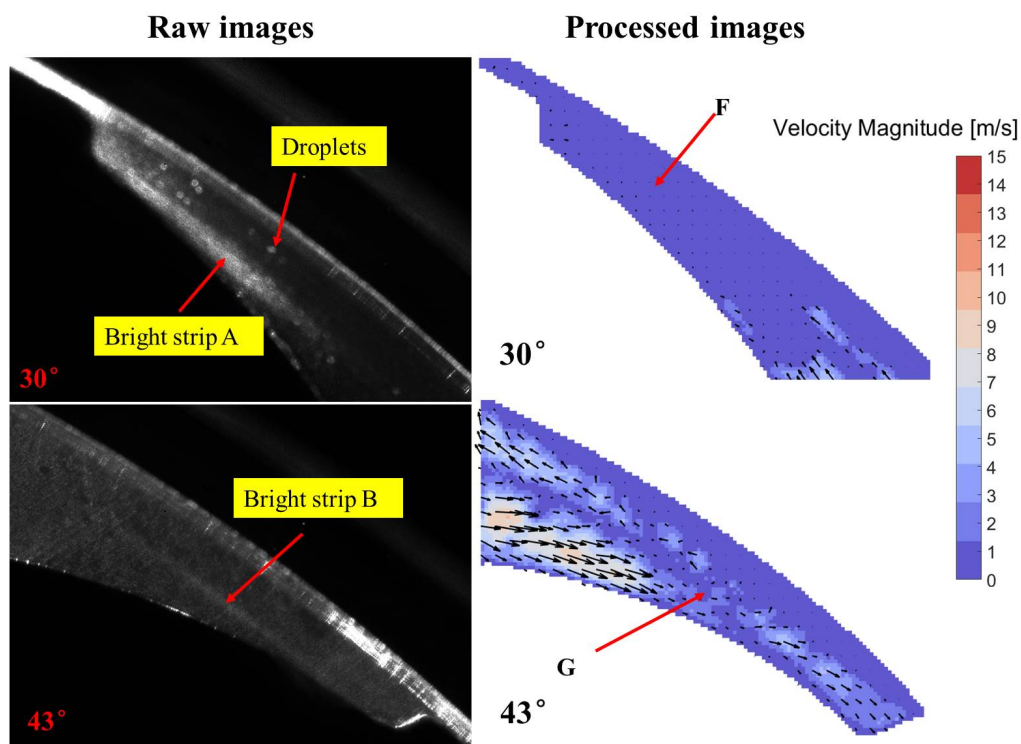 Raw images
Processed images
Droplets
Bright strip A
30°
F
30°
Velocity Magnitude [m/s]
15
14
13
12
11
10
9
8
7
6
5
4
3
2
1
0
Bright strip B
43°
G
43°